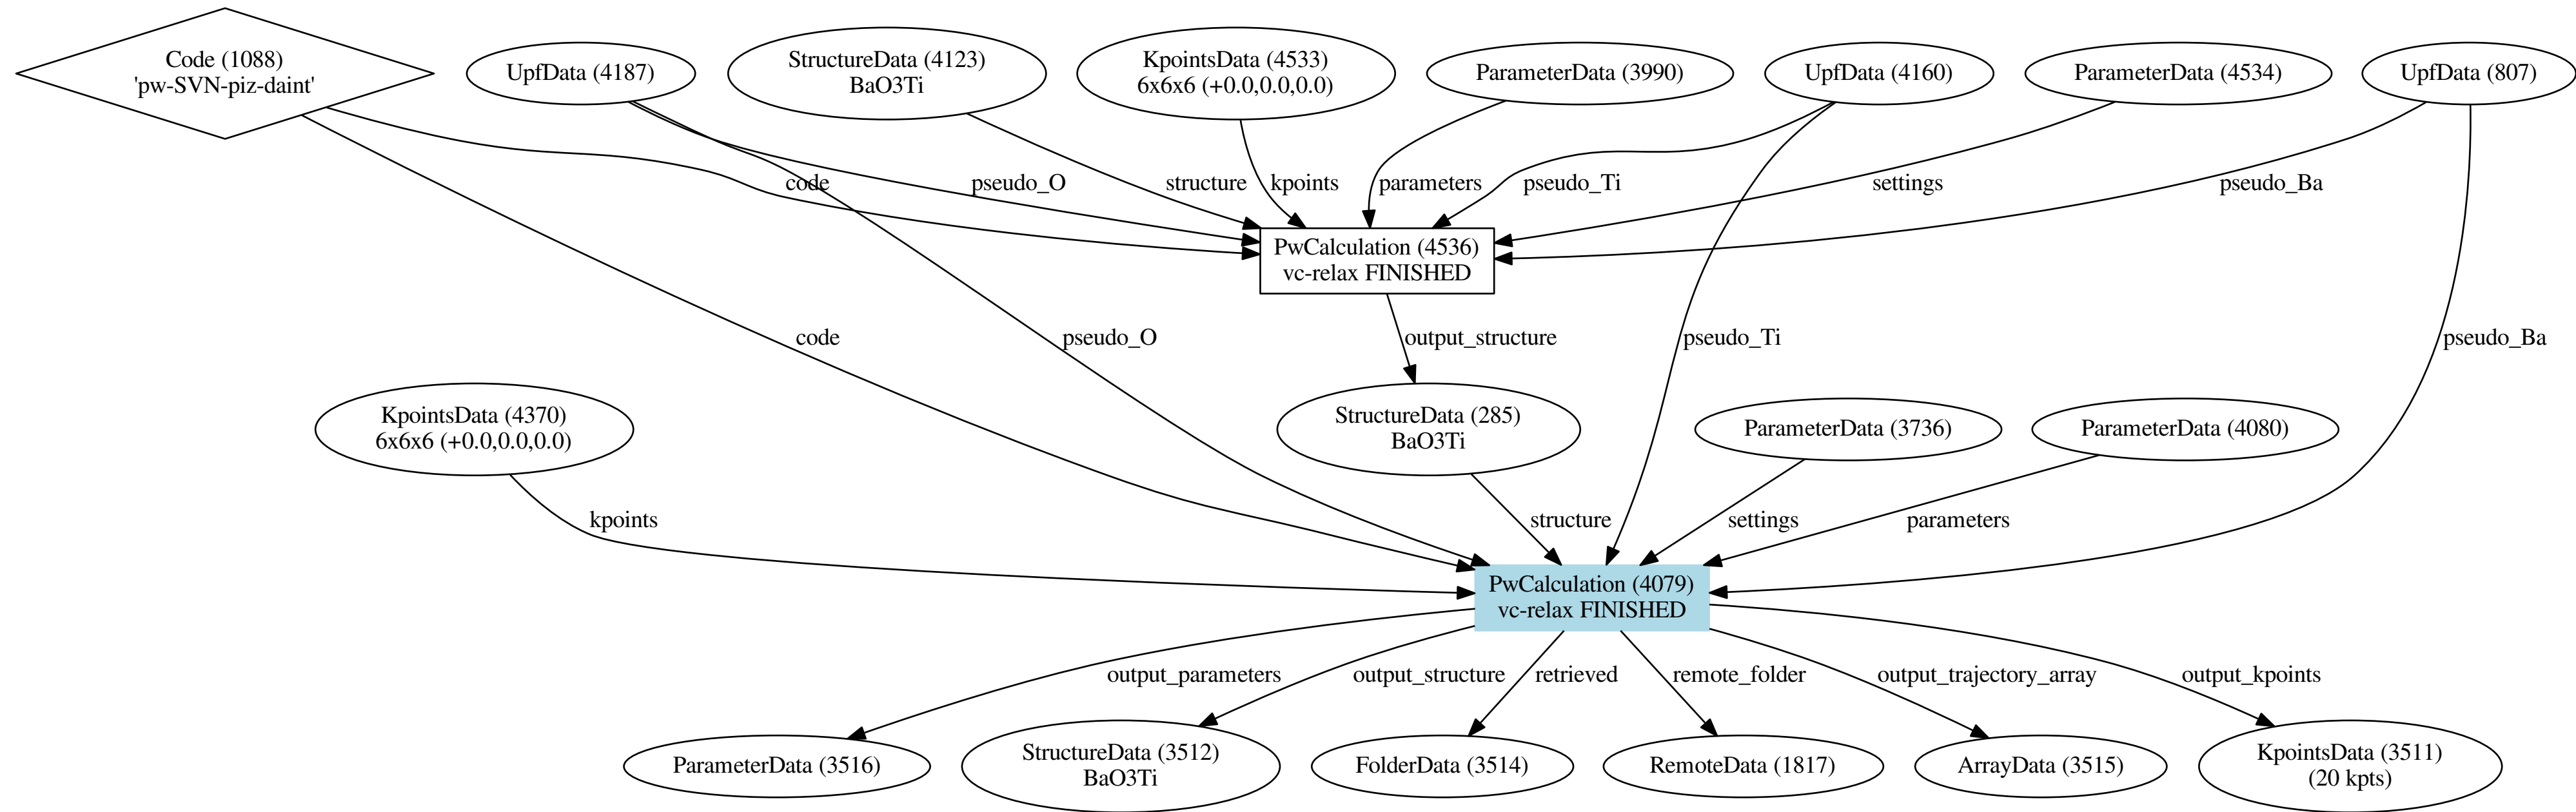 Code (1088)
'pw-SVN-piz-daint'
UpfData (4187)
StructureData (4123)
BaO3Ti
KpointsData (4533)
6x6x6 (+0.0,0.0,0.0)
ParameterData (3990)
UpfData (4160)
ParameterData (4534)
UpfData (807)
code
pseudo_O
structure
kpoints
parameters
pseudo_Ti
settings
pseudo_Ba
PwCalculation (4536)
vc-relax FINISHED
code
pseudo_O
output_structure
pseudo_Ti
pseudo_Ba
KpointsData (4370)
6x6x6 (+0.0,0.0,0.0)
StructureData (285)
BaO3Ti
ParameterData (3736)
ParameterData (4080)
kpoints
structure
settings
parameters
PwCalculation (4079)
vc-relax FINISHED
output_parameters
output_structure
retrieved
remote_folder
output_trajectory_array
output_kpoints
ParameterData (3516)
StructureData (3512)
BaO3Ti
FolderData (3514)
RemoteData (1817)
ArrayData (3515)
KpointsData (3511)
(20 kpts)